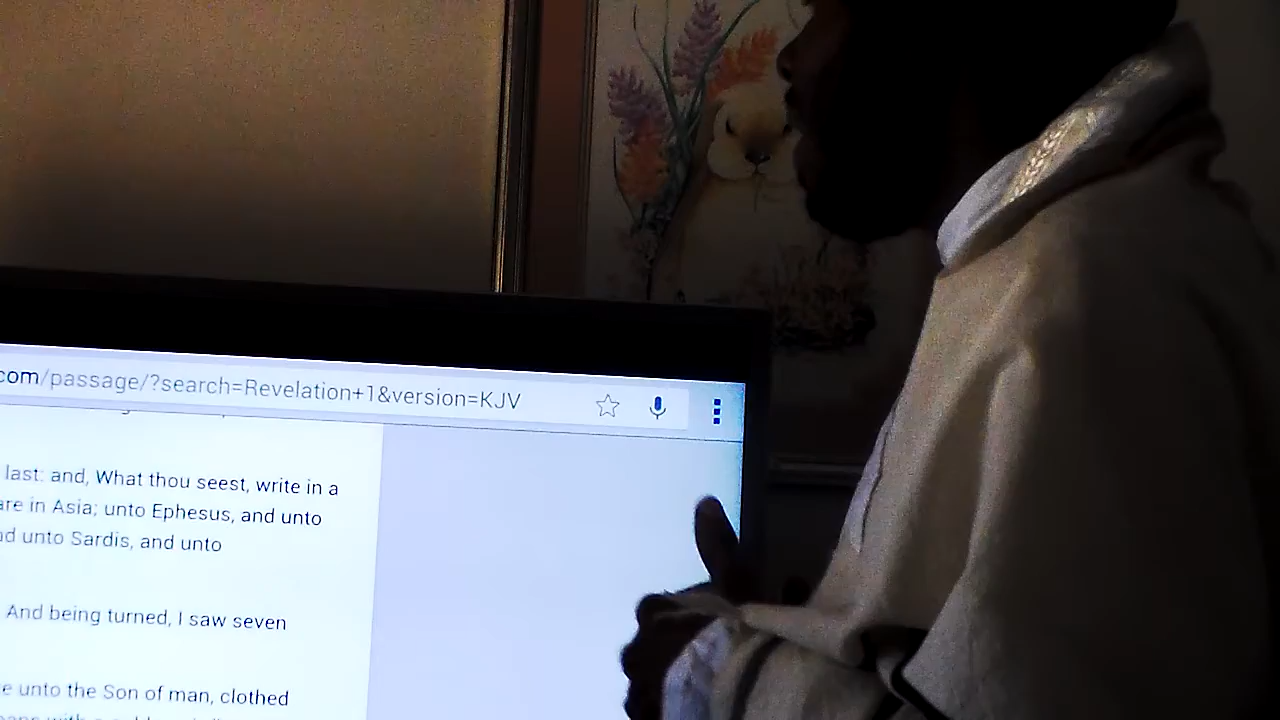 com/passage/?search=Revelation+1&version=KJV
last: and, What thou seest, write in a
are in Asia; unto Ephesus, and unto
nd unto Sardis, and unto
And being turned, I saw seven
e unto the Son of man, clothed